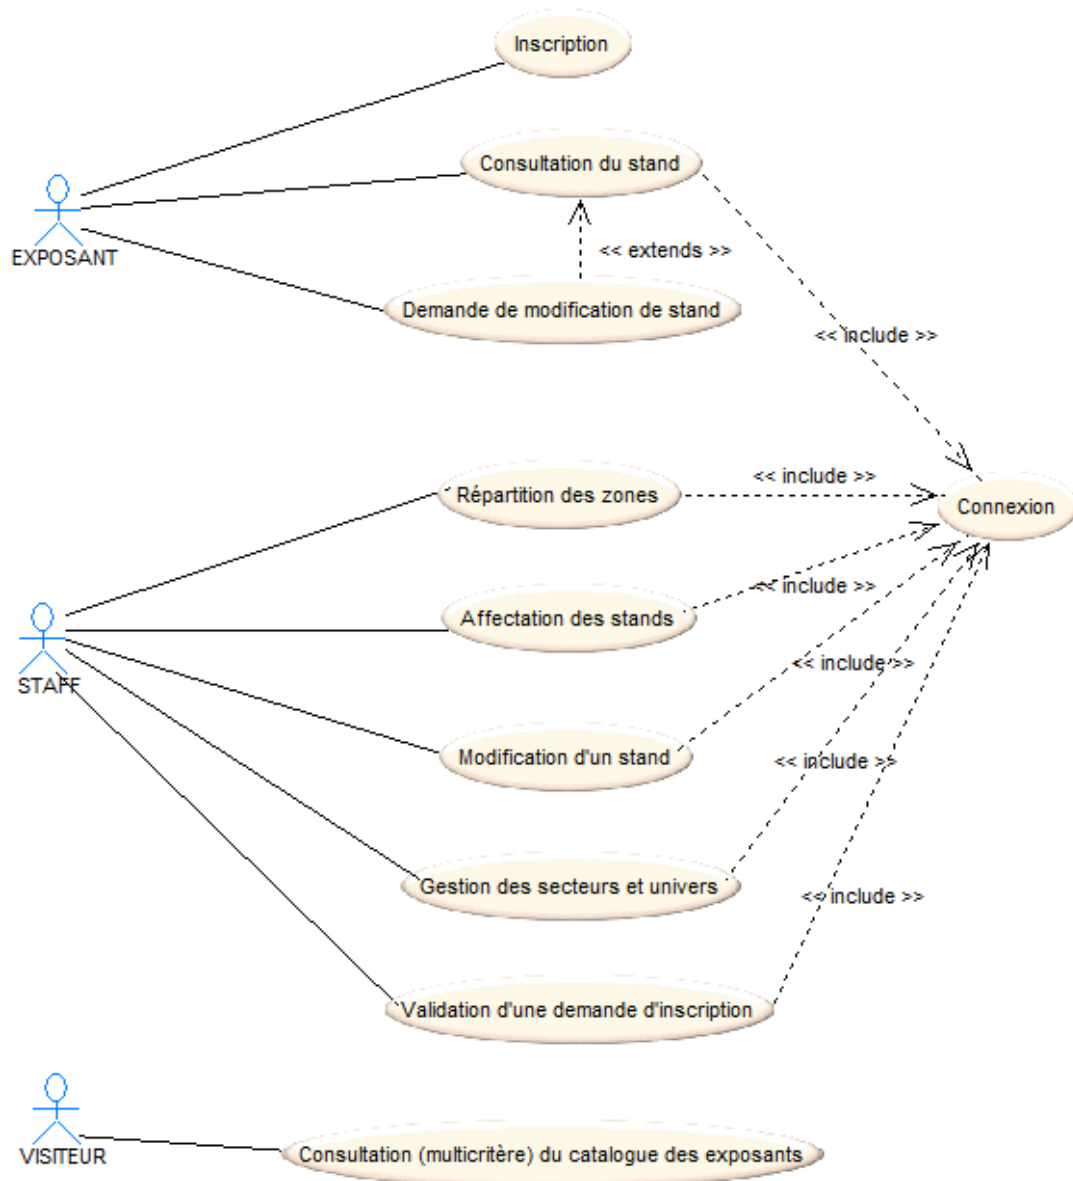 Inscription
Consultation du stand
EXPOSANT
<< extends >>
Demande de modification de stand
<< include >>
Répartition des zones
<< include >>
Connexion
Affectation des stands
<< include >>
STAFF
<< include >>
Modification d'un stand
<< include >>
Gestion des secteurs et univers
<< include >>
Validation d'une demande d'inscription
VISITEUR
Consultation (multicritère) du catalogue des exposants